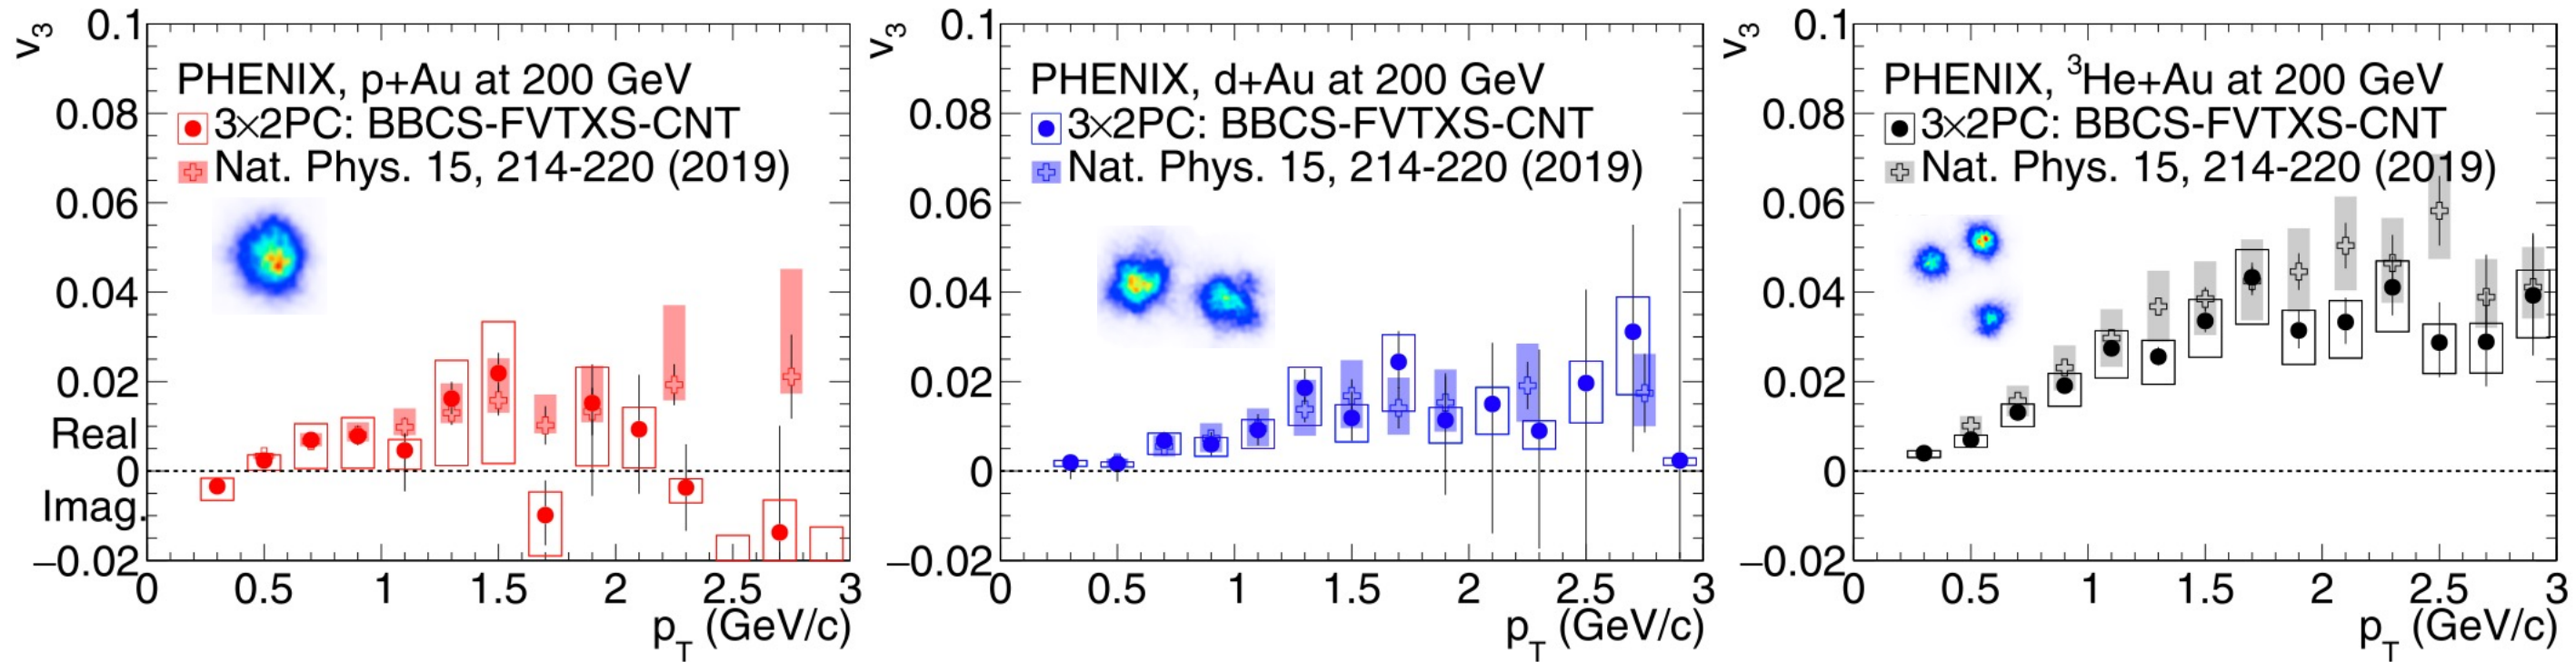 v3
0.1
0.08
0.06
0.04
0.02
Real
0
Imag.
−0.02
PHENIX, p+Au at 200 GeV
3×2PC: BBCS-FVTXS-CNT
Nat. Phys. 15, 214-220 (2019)
0 0.5 1 1.5 2 2.5 3
pT (GeV/c)
v3
0.1
0.08
0.06
0.04
0.02
0
−0.02
PHENIX, d+Au at 200 GeV
3×2PC: BBCS-FVTXS-CNT
Nat. Phys. 15, 214-220 (2019)
0 0.5 1 1.5 2 2.5 3
pT (GeV/c)
v3
0.1
0.08
0.06
0.04
0.02
0
−0.02
PHENIX, 3He+Au at 200 GeV
3×2PC: BBCS-FVTXS-CNT
Nat. Phys. 15, 214-220 (2019)
0 0.5 1 1.5 2 2.5 3
pT (GeV/c)